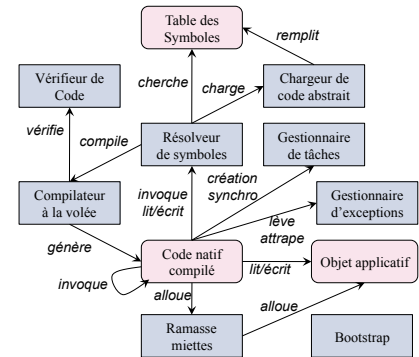 Table des
Symboles
remplit
Vérifieur de
Code
cherche
charge
Chargeur de
code abstrait
vérifie
compile
Résolveur
de symboles
Gestionnaire
de tâches
création
synchro
Compilateur
à la volée
invoque
lit/écrit
Gestionnaire
d'exceptions
lève
attrape
génère
Code natif
compilé
lit/écrit
Objet applicatif
invoque
alloue
alloue
Ramasse
miettes
Bootstrap